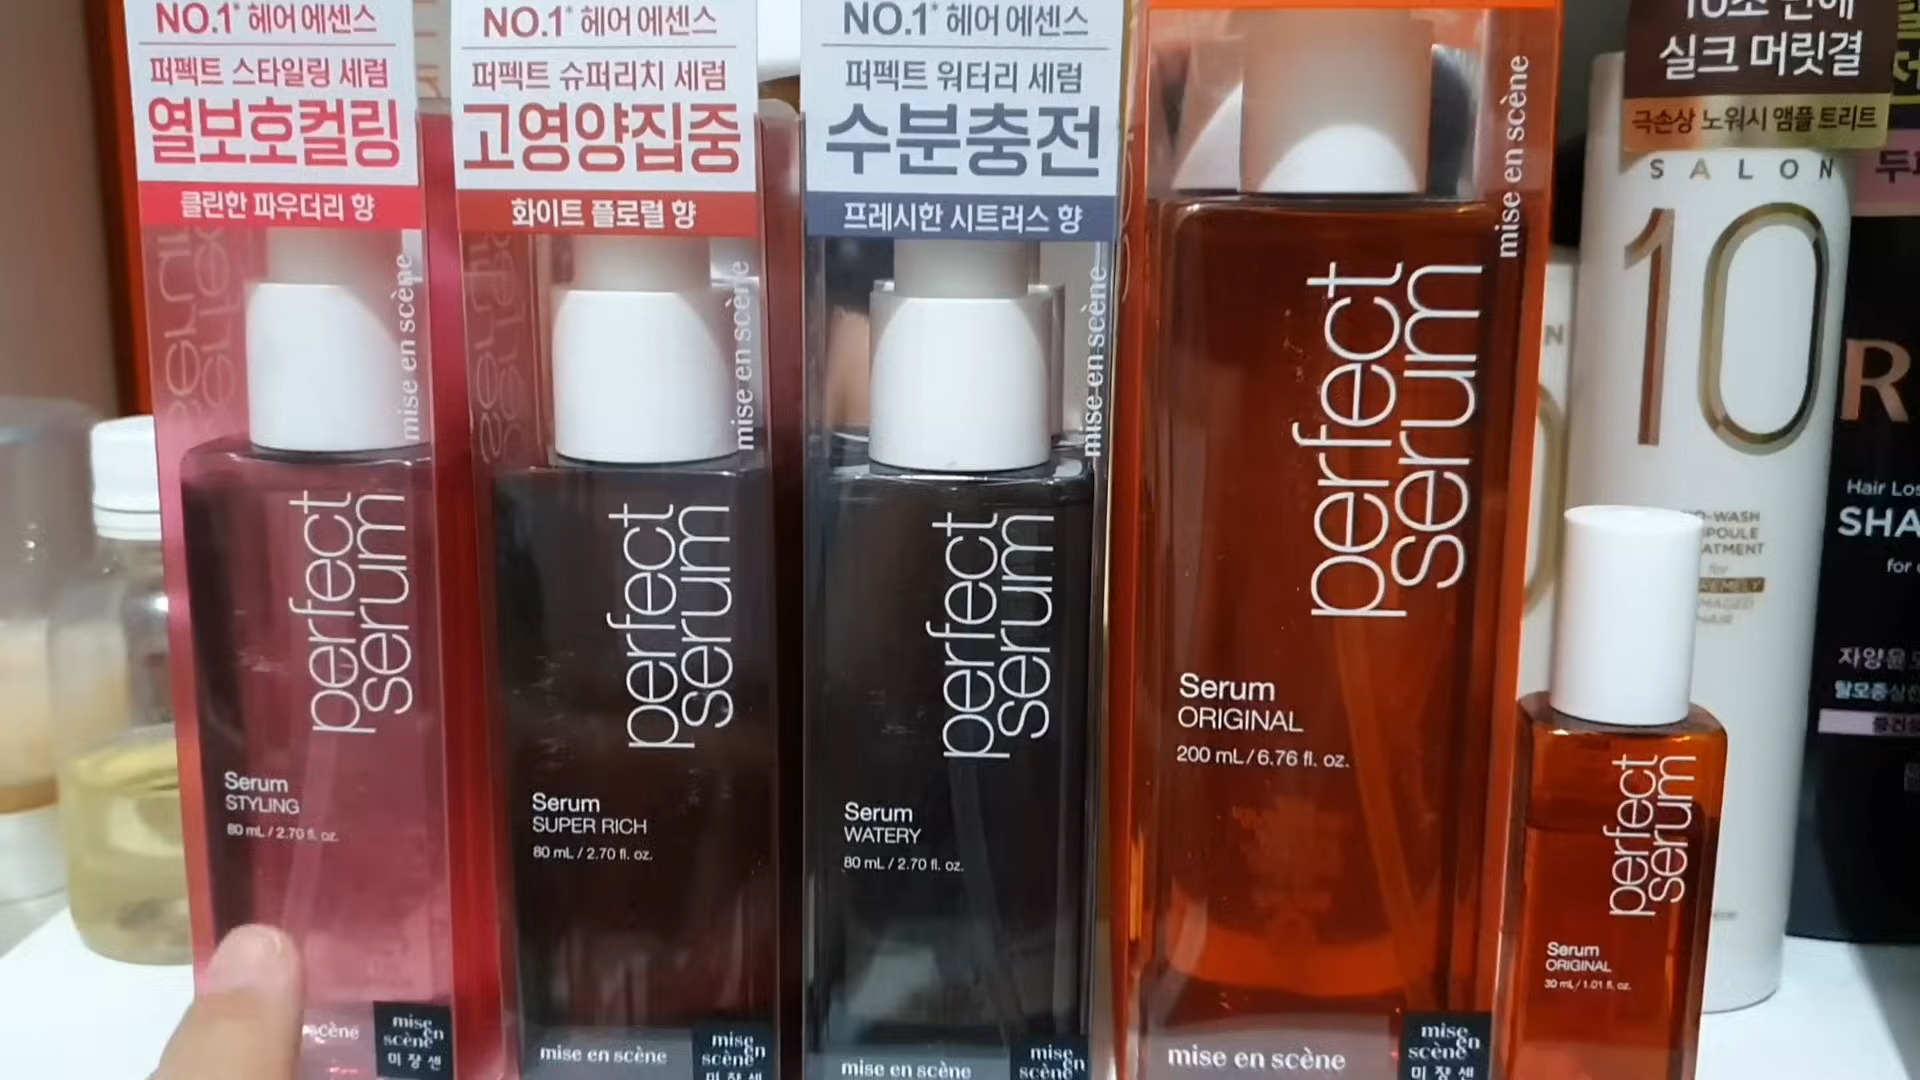 NO.1* 헤어 에센스
퍼펙트 스타일링 세럼
열보호컬링
클린한 파우더리 향
mise en scène
perfect
serum
Serum
STYLING
80 mL / 2.70 fl. oz.
scène
mise
en
scène
미쟝센
NO.1* 헤어 에센스
퍼펙트 슈퍼리치 세럼
고영양집중
화이트 플로럴 향
mise en scène
perfect
serum
Serum
SUPER RICH
80 mL / 2.70 fl. oz.
mise en scène
mise
en
scène
미쟝센
NO.1* 헤어 에센스
퍼펙트 워터리 세럼
수분충전
프레시한 시트러스 향
mise en scène
perfect
serum
Serum
WATERY
80 mL / 2.70 fl. oz.
mise en scène
mise
en
scène
mise en scène
perfect
serum
Serum
ORIGINAL
200 mL / 6.76 fl. oz.
mise en scène
mise
en
scène
미쟝센
perfect
serum
Serum
ORIGINAL
30 mL / 1.01 fl. oz.
실크 머릿결
극손상 노워시 앰플 트리트
SALON
10
-WASH
for
HAIR
R
Hair Los
SHA
for
자양윤